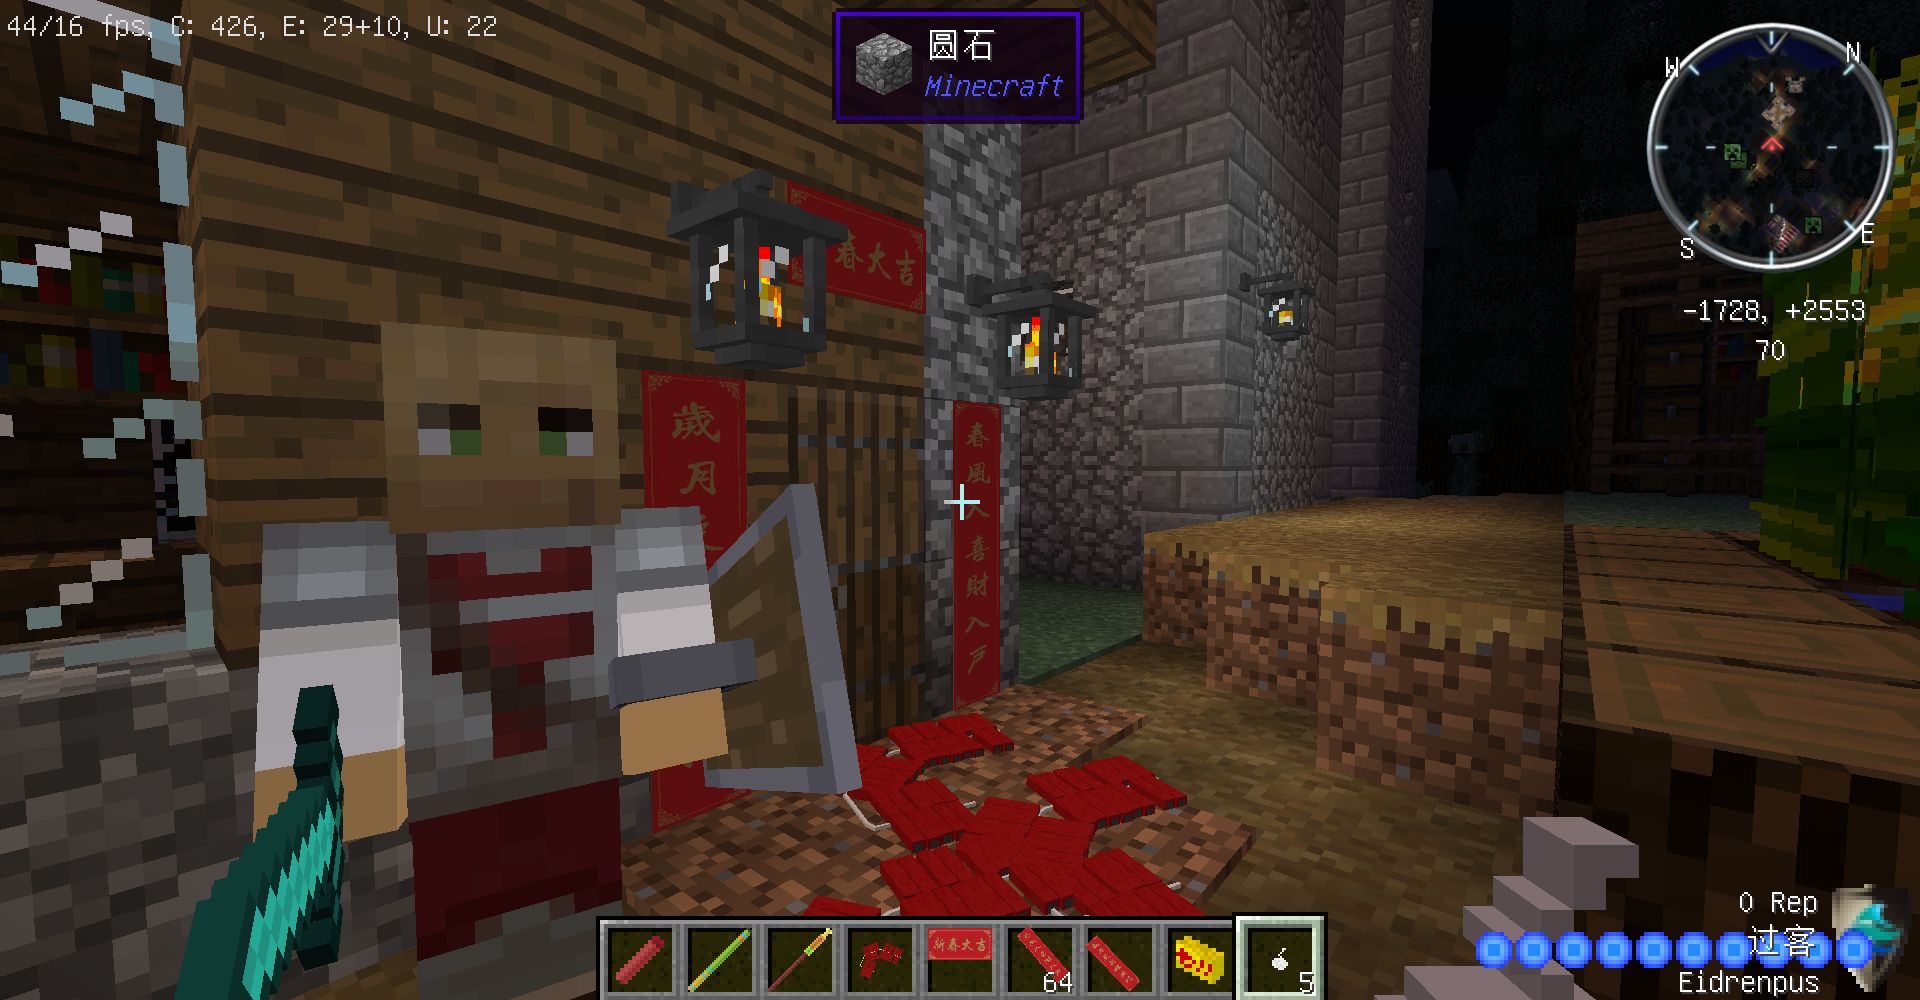 44/16 fps, C: 426, E: 29+10, U: 22
圆石
Minecraft
N
W
S
E
-1728, +2553
70
春大吉
歲月
春風入喜財入戶
新春大吉
64
5
0 Rep
过客
Eidrenpus